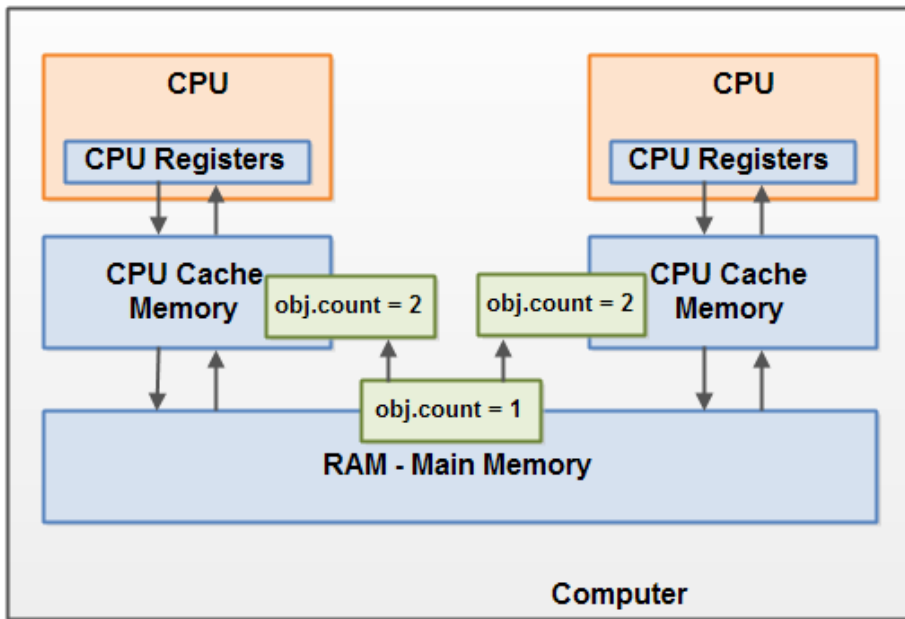 CPU
CPU
CPU Registers
CPU Registers
CPU Cache
Memory
CPU Cache
Memory
obj.count = 2
obj.count = 2
obj.count = 1
RAM - Main Memory
Computer